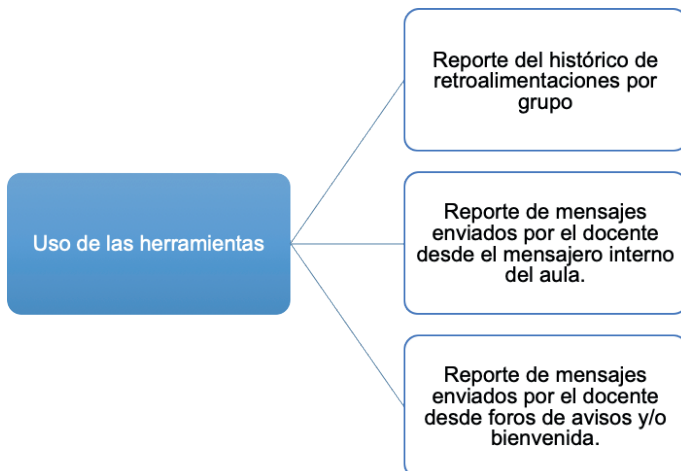 Reporte del histórico de
retroalimentaciones por
grupo
Uso de las herramientas
Reporte de mensajes
enviados por el docente
desde el mensajero interno
del aula.
Reporte de mensajes
enviados por el docente
desde foros de avisos y/o
bienvenida.